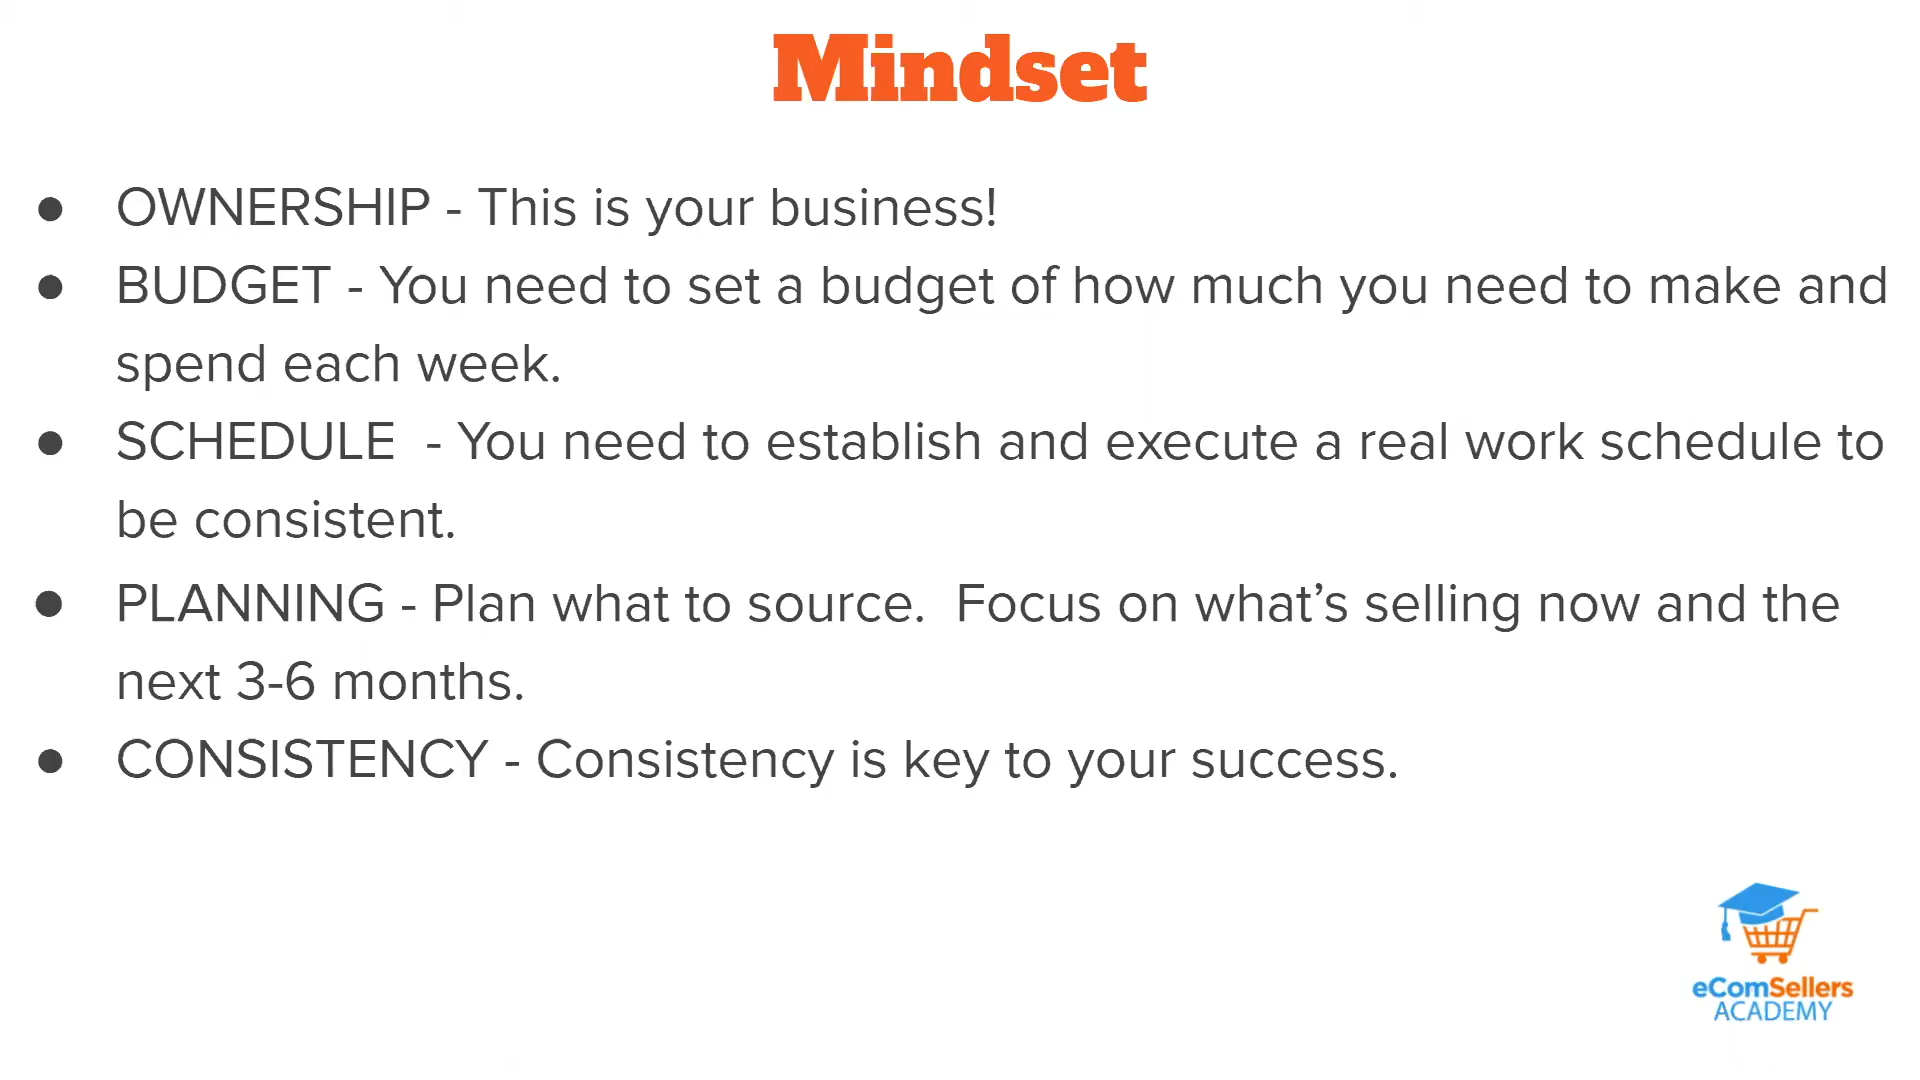 Mindset
● OWNERSHIP - This is your business!
● BUDGET - You need to set a budget of how much you need to make and
spend each week.
● SCHEDULE  - You need to establish and execute a real work schedule to
be consistent.
● PLANNING - Plan what to source.  Focus on what’s selling now and the
next 3-6 months.
● CONSISTENCY - Consistency is key to your success.
eComSellers
ACADEMY